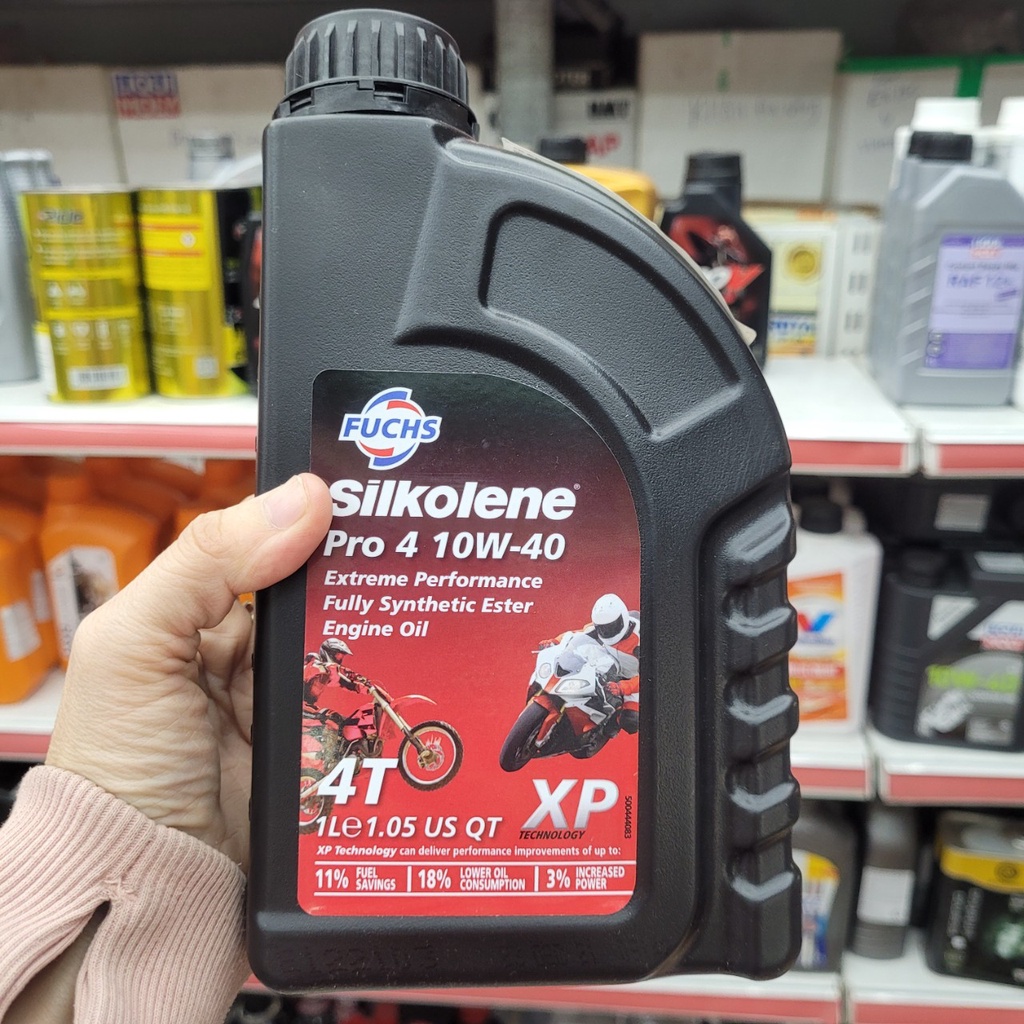 FUCHS
Silkolene®
Pro 4 10W-40
Extreme Performance
Fully Synthetic Ester
Engine Oil
4T
1L℮1.05 US QT
XP
TECHNOLOGY
500444083
XP Technology can deliver performance improvements of up to:
11% FUEL SAVINGS | 18% LOWER OIL CONSUMPTION | 3% INCREASED POWER